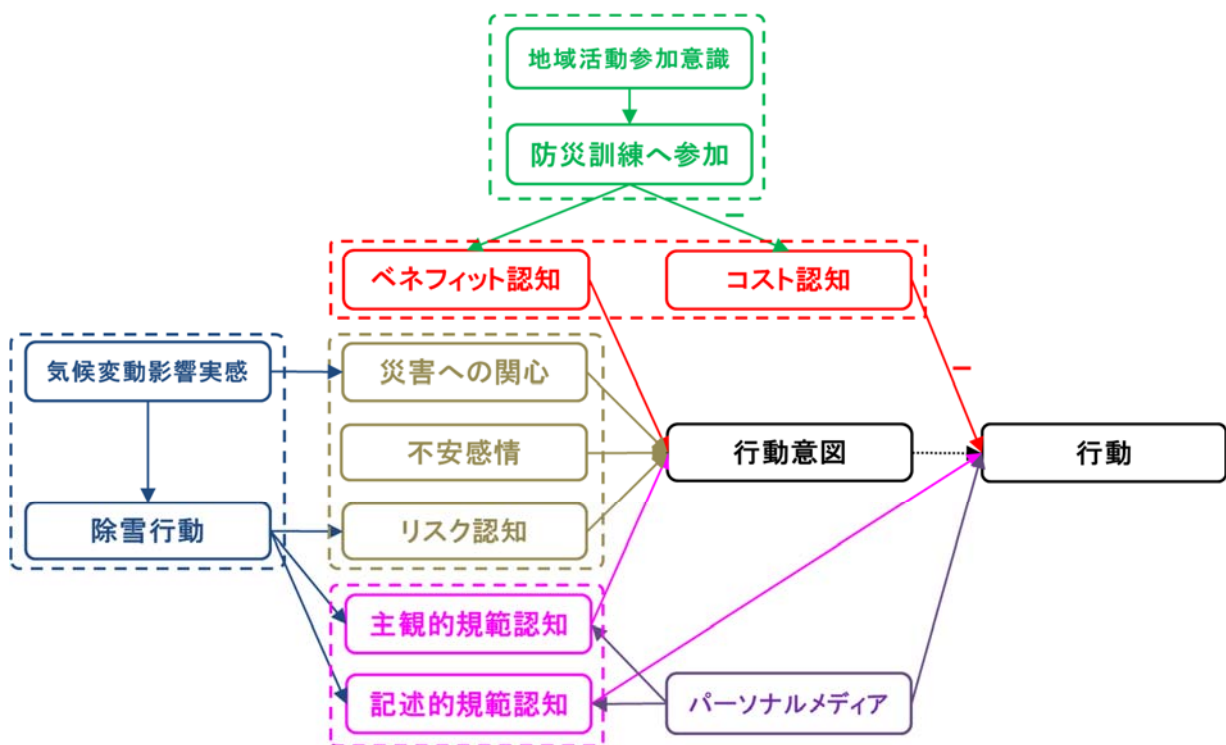 地域活動参加意識
防災訓練へ参加
−
ベネフィット認知
コスト認知
気候変動影響実感
災害への関心
−
不安感情
行動意図
行動
除雪行動
リスク認知
主観的規範認知
記述的規範認知
パーソナルメディア